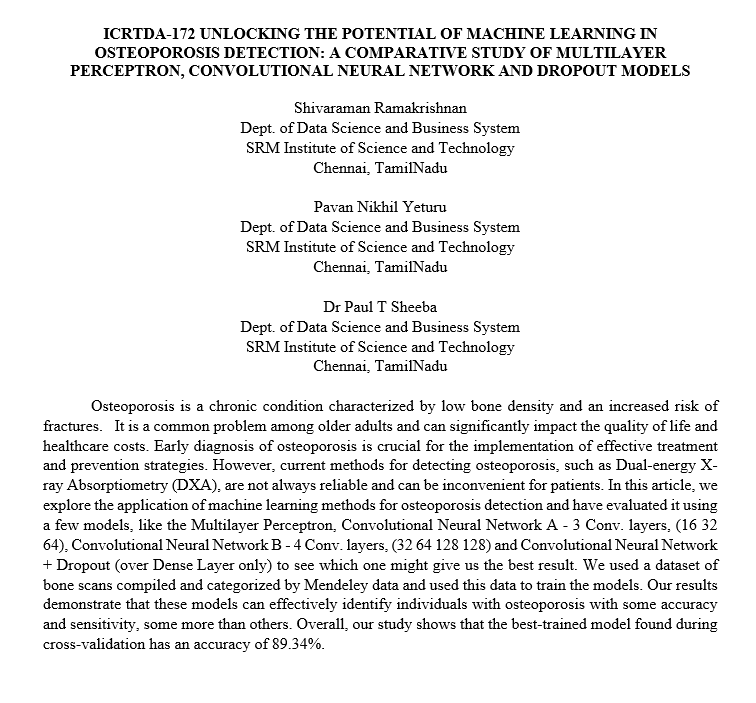 ICRTDA-172 UNLOCKING THE POTENTIAL OF MACHINE LEARNING IN
OSTEOPOROSIS DETECTION: A COMPARATIVE STUDY OF MULTILAYER
PERCEPTRON, CONVOLUTIONAL NEURAL NETWORK AND DROPOUT MODELS
Shivaraman Ramakrishnan
Dept. of Data Science and Business System
SRM Institute of Science and Technology
Chennai, TamilNadu
Pavan Nikhil Yeturu
Dept. of Data Science and Business System
SRM Institute of Science and Technology
Chennai, TamilNadu
Dr Paul T Sheeba
Dept. of Data Science and Business System
SRM Institute of Science and Technology
Chennai, TamilNadu
Osteoporosis is a chronic condition characterized by low bone density and an increased risk of
fractures. It is a common problem among older adults and can significantly impact the quality of life and
healthcare costs. Early diagnosis of osteoporosis is crucial for the implementation of effective treatment
and prevention strategies. However, current methods for detecting osteoporosis, such as Dual-energy X-
ray Absorptiometry (DXA), are not always reliable and can be inconvenient for patients. In this article, we
explore the application of machine learning methods for osteoporosis detection and have evaluated it using
a few models, like the Multilayer Perceptron, Convolutional Neural Network A - 3 Conv. layers, (16 32
64), Convolutional Neural Network B - 4 Conv. layers, (32 64 128 128) and Convolutional Neural Network
+ Dropout (over Dense Layer only) to see which one might give us the best result. We used a dataset of
bone scans compiled and categorized by Mendeley data and used this data to train the models. Our results
demonstrate that these models can effectively identify individuals with osteoporosis with some accuracy
and sensitivity, some more than others. Overall, our study shows that the best-trained model found during
cross-validation has an accuracy of 89.34%.